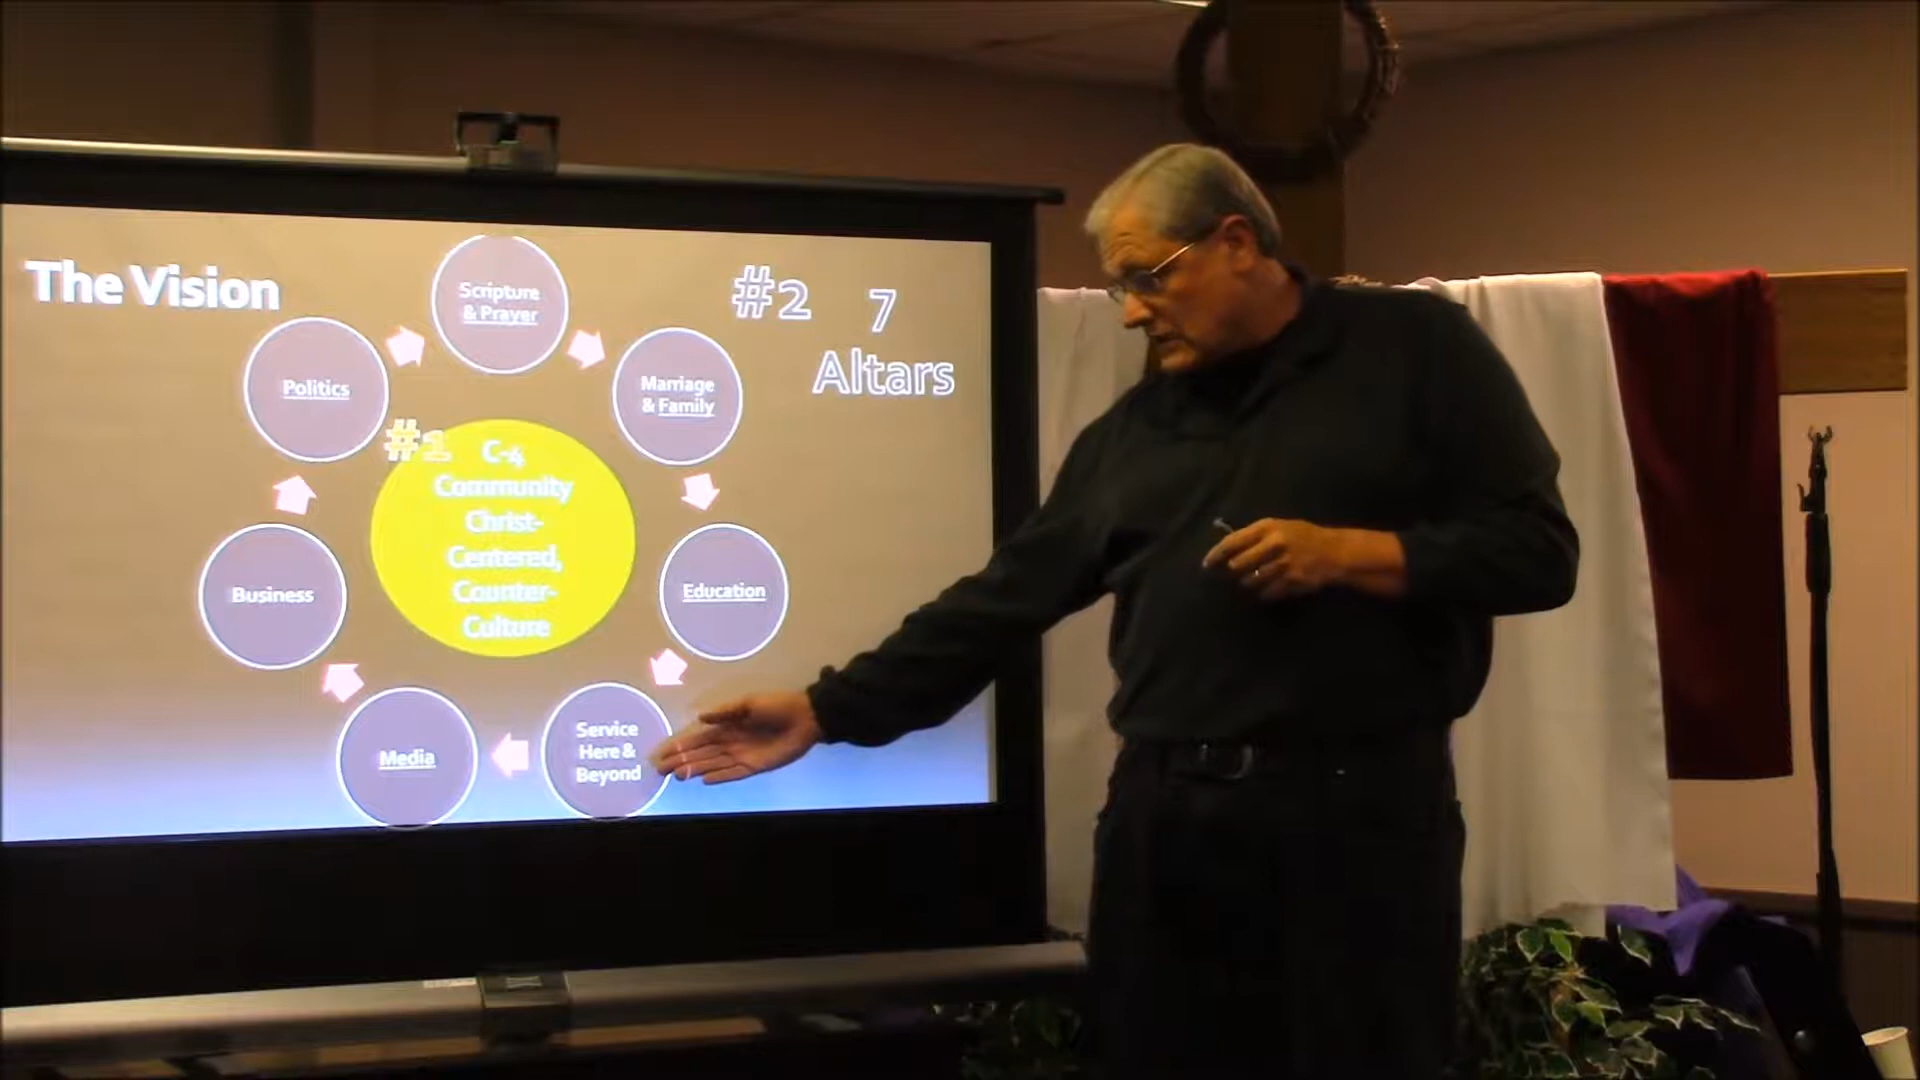 The Vision
#2
7
Altars
Scripture
& Prayer
Marriage
& Family
Education
Service
Here &
Beyond
Media
Business
Politics
#1
C-4
Community
Christ-
Centered,
Counter-
Culture